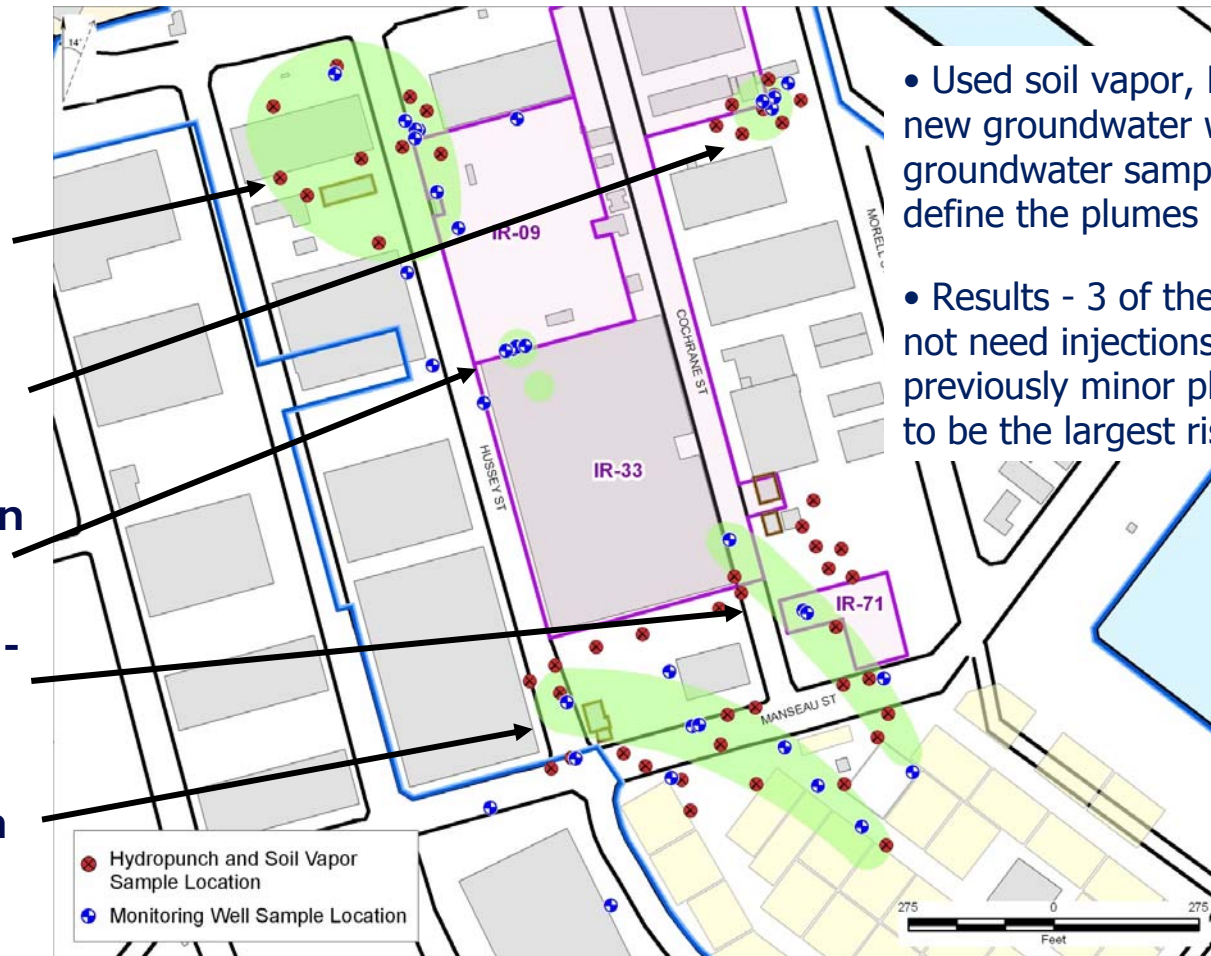 14°
• Used soil vapor,
new groundwater
groundwater samp
define the plumes
• Results - 3 of the
not need injections
previously minor pl
to be the largest ris
IR-09
MORELL
COCHRANE ST
HUSSEY ST
IR-33
n
IR-71
-
MANSEAU ST
n
Hydropunch and Soil Vapor
Sample Location
Monitoring Well Sample Location
275 0 275
Feet